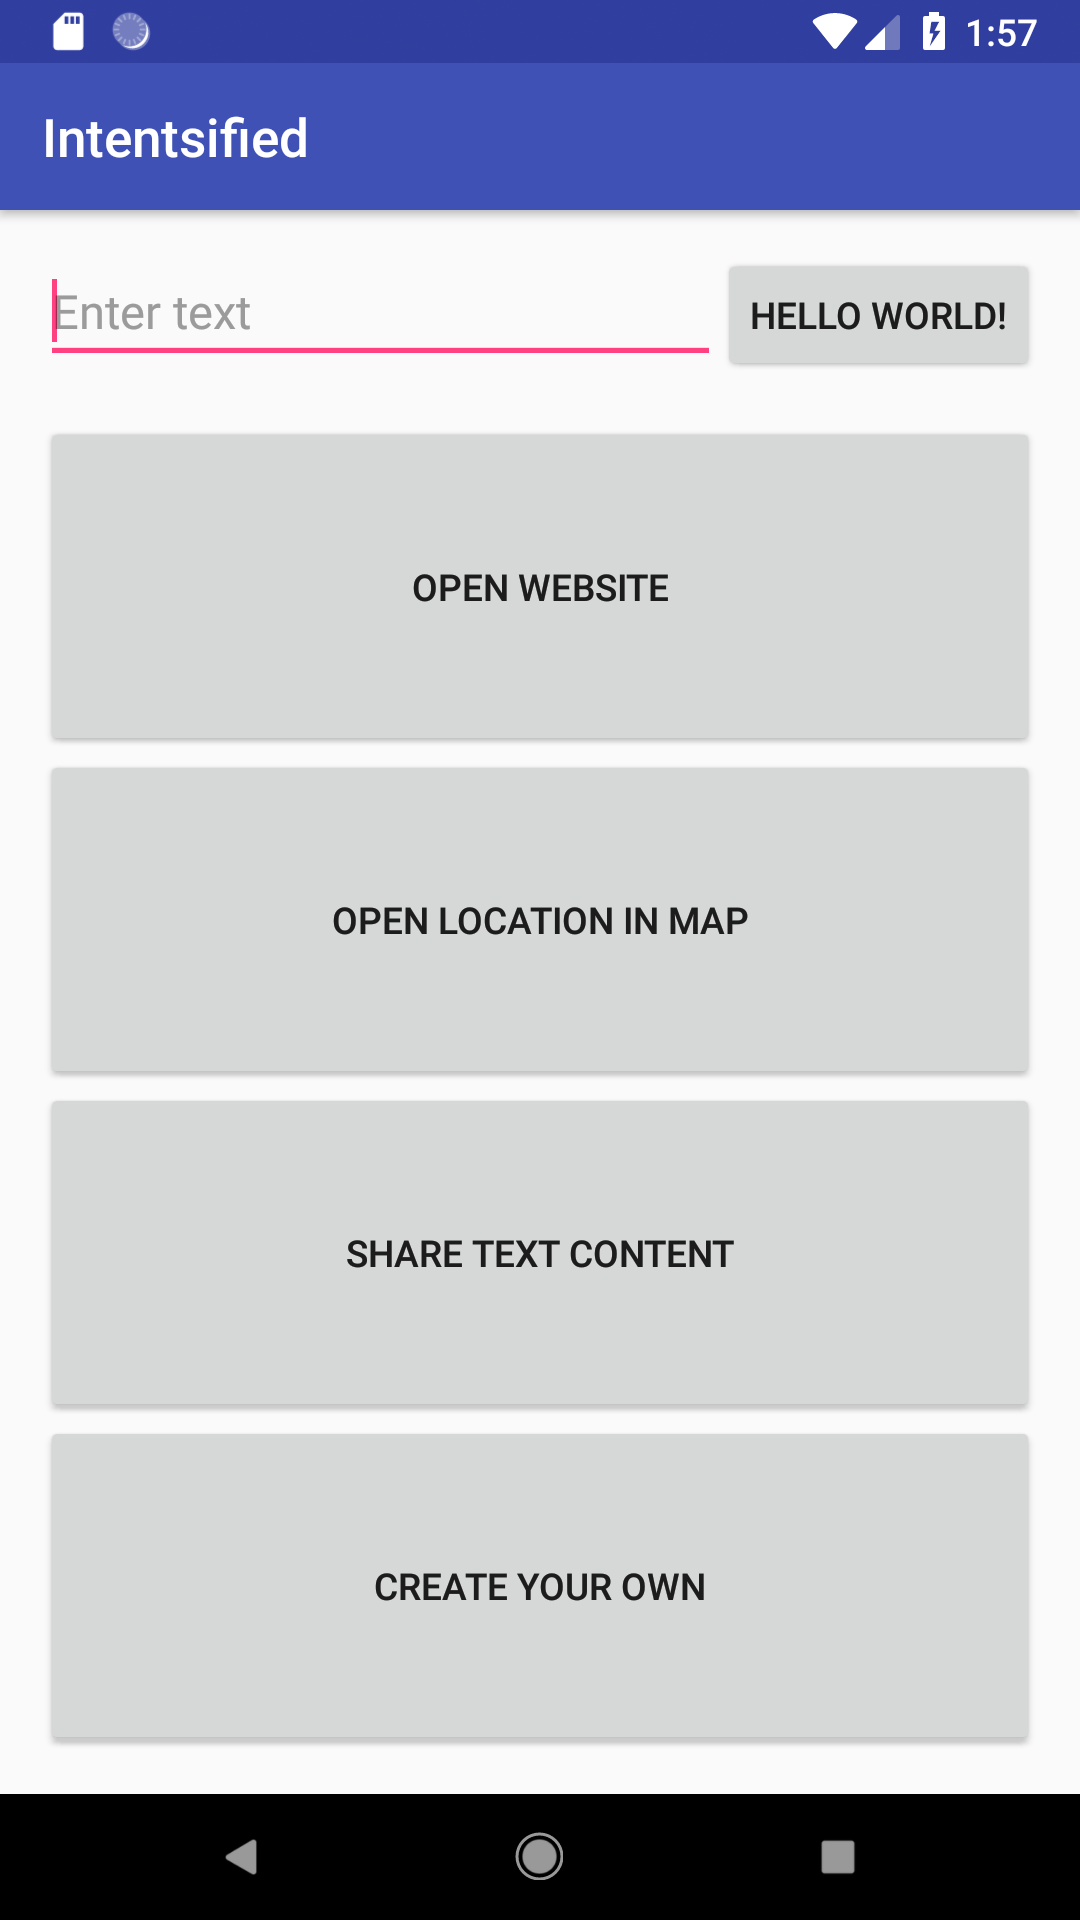 1:57
Intentsified
Enter text
HELLO WORLD!
OPEN WEBSITE
OPEN LOCATION IN MAP
SHARE TEXT CONTENT
CREATE YOUR OWN